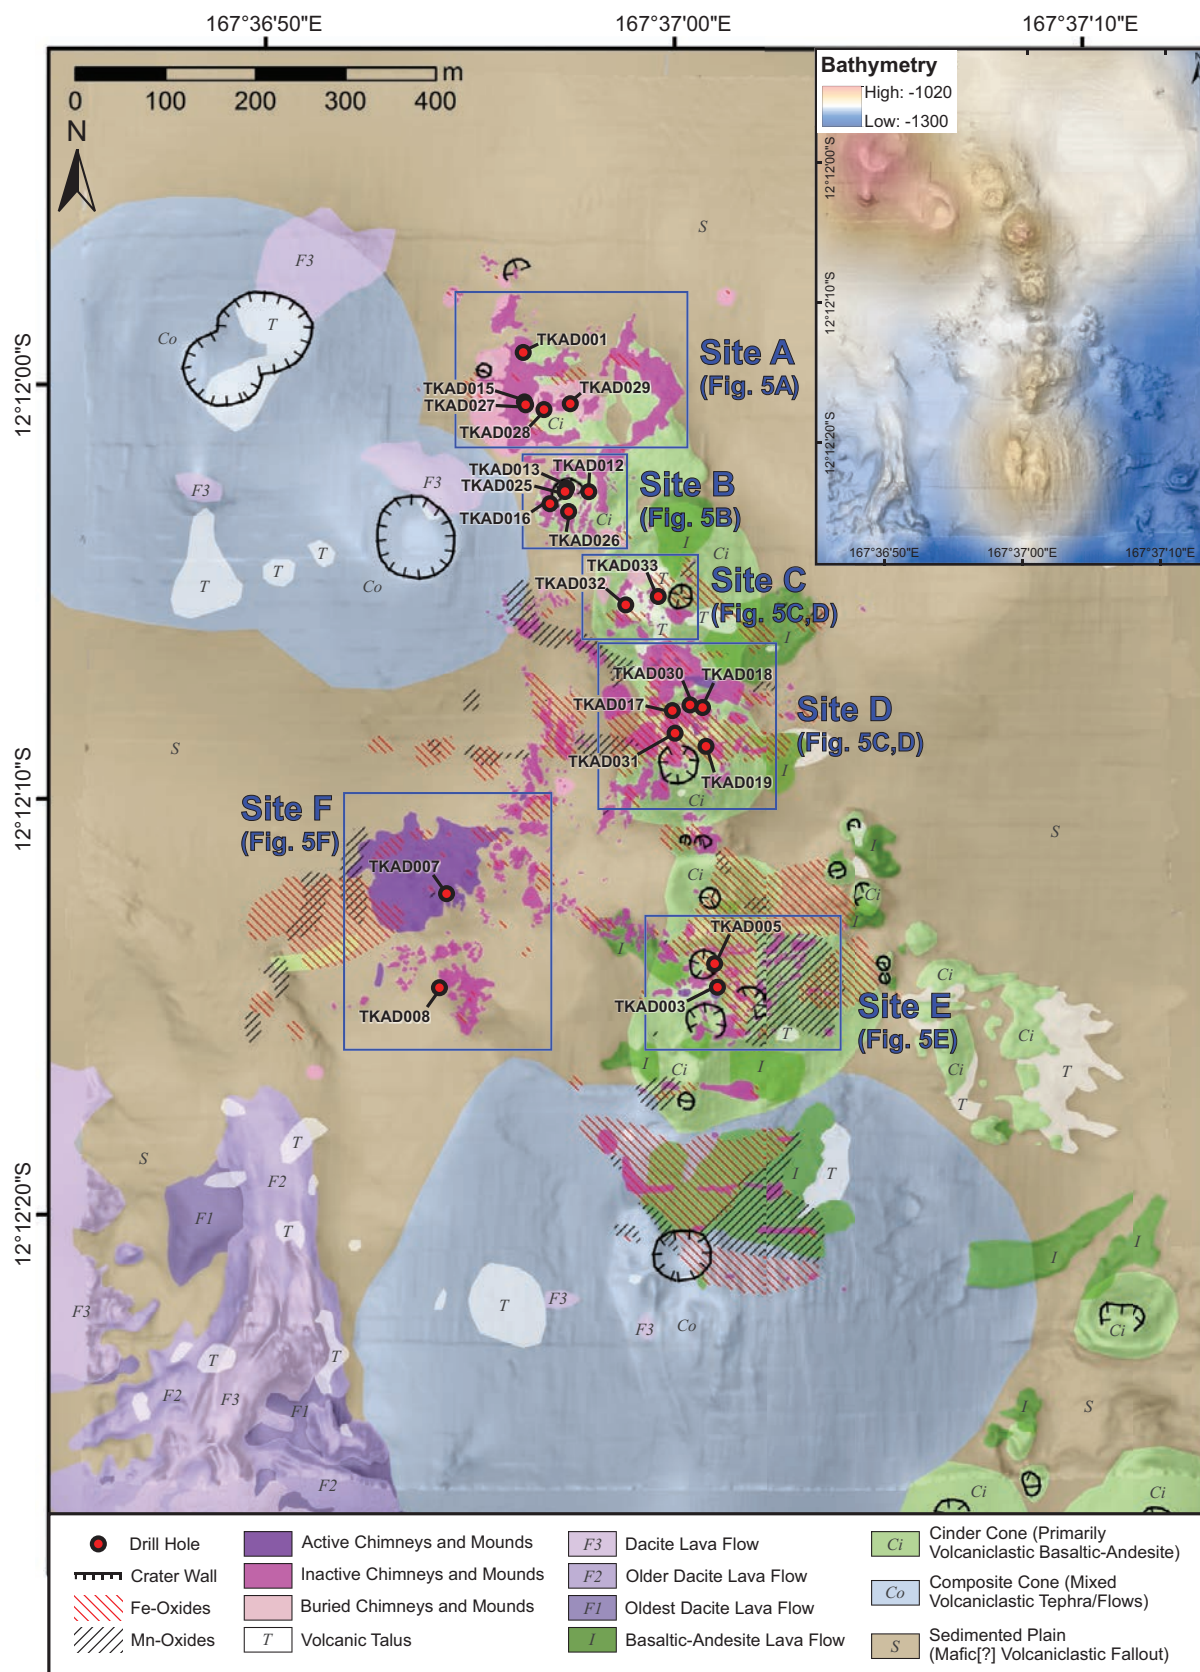 167°36'50"E
167°37'00"E
167°37'10"E
m
0 100 200 300 400
N
Bathymetry
High: -1020
Low: -1300
12°12'00"S
12°12'10"S
12°12'20"S
167°36'50"E
167°37'00"E
167°37'10"E
12°12'00"S
12°12'10"S
12°12'20"S
S
F3
T
Co
TKAD001
TKAD015
TKAD027
TKAD029
TKAD028
Ci
Site A
(Fig. 5A)
F3
F3
TKAD013
TKAD012
TKAD025
TKAD016
TKAD026
Ci
Site B
(Fig. 5B)
I
Ci
T
T
T
Co
TKAD033
TKAD032
T
T
T
Site C
(Fig. 5C,D)
I
TKAD030
TKAD018
TKAD017
TKAD031
TKAD019
Ci
I
Site D
(Fig. 5C,D)
S
S
Site F
(Fig. 5F)
TKAD007
TKAD008
Ci
I
Ci
I
I
TKAD005
TKAD003
T
Site E
(Fig. 5E)
Ci
Ci
Ci
T
T
I
Ci
I
S
T
F2
F1
T
I
T
F3
T
F3
F3
Co
T
T
F2
F3
F1
F2
I
I
Ci
I
S
Ci
Ci
Drill Hole
Crater Wall
Fe-Oxides
Mn-Oxides
Active Chimneys and Mounds
Inactive Chimneys and Mounds
Buried Chimneys and Mounds
T Volcanic Talus
F3 Dacite Lava Flow
F2 Older Dacite Lava Flow
F1 Oldest Dacite Lava Flow
I Basaltic-Andesite Lava Flow
Ci Cinder Cone (Primarily
Volcaniclastic Basaltic-Andesite)
Co Composite Cone (Mixed
Volcaniclastic Tephra/Flows)
S Sedimented Plain
(Mafic[?] Volcaniclastic Fallout)